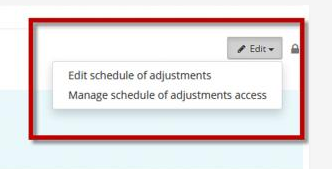 Edit
Edit schedule of adjustments
Manage schedule of adjustments access